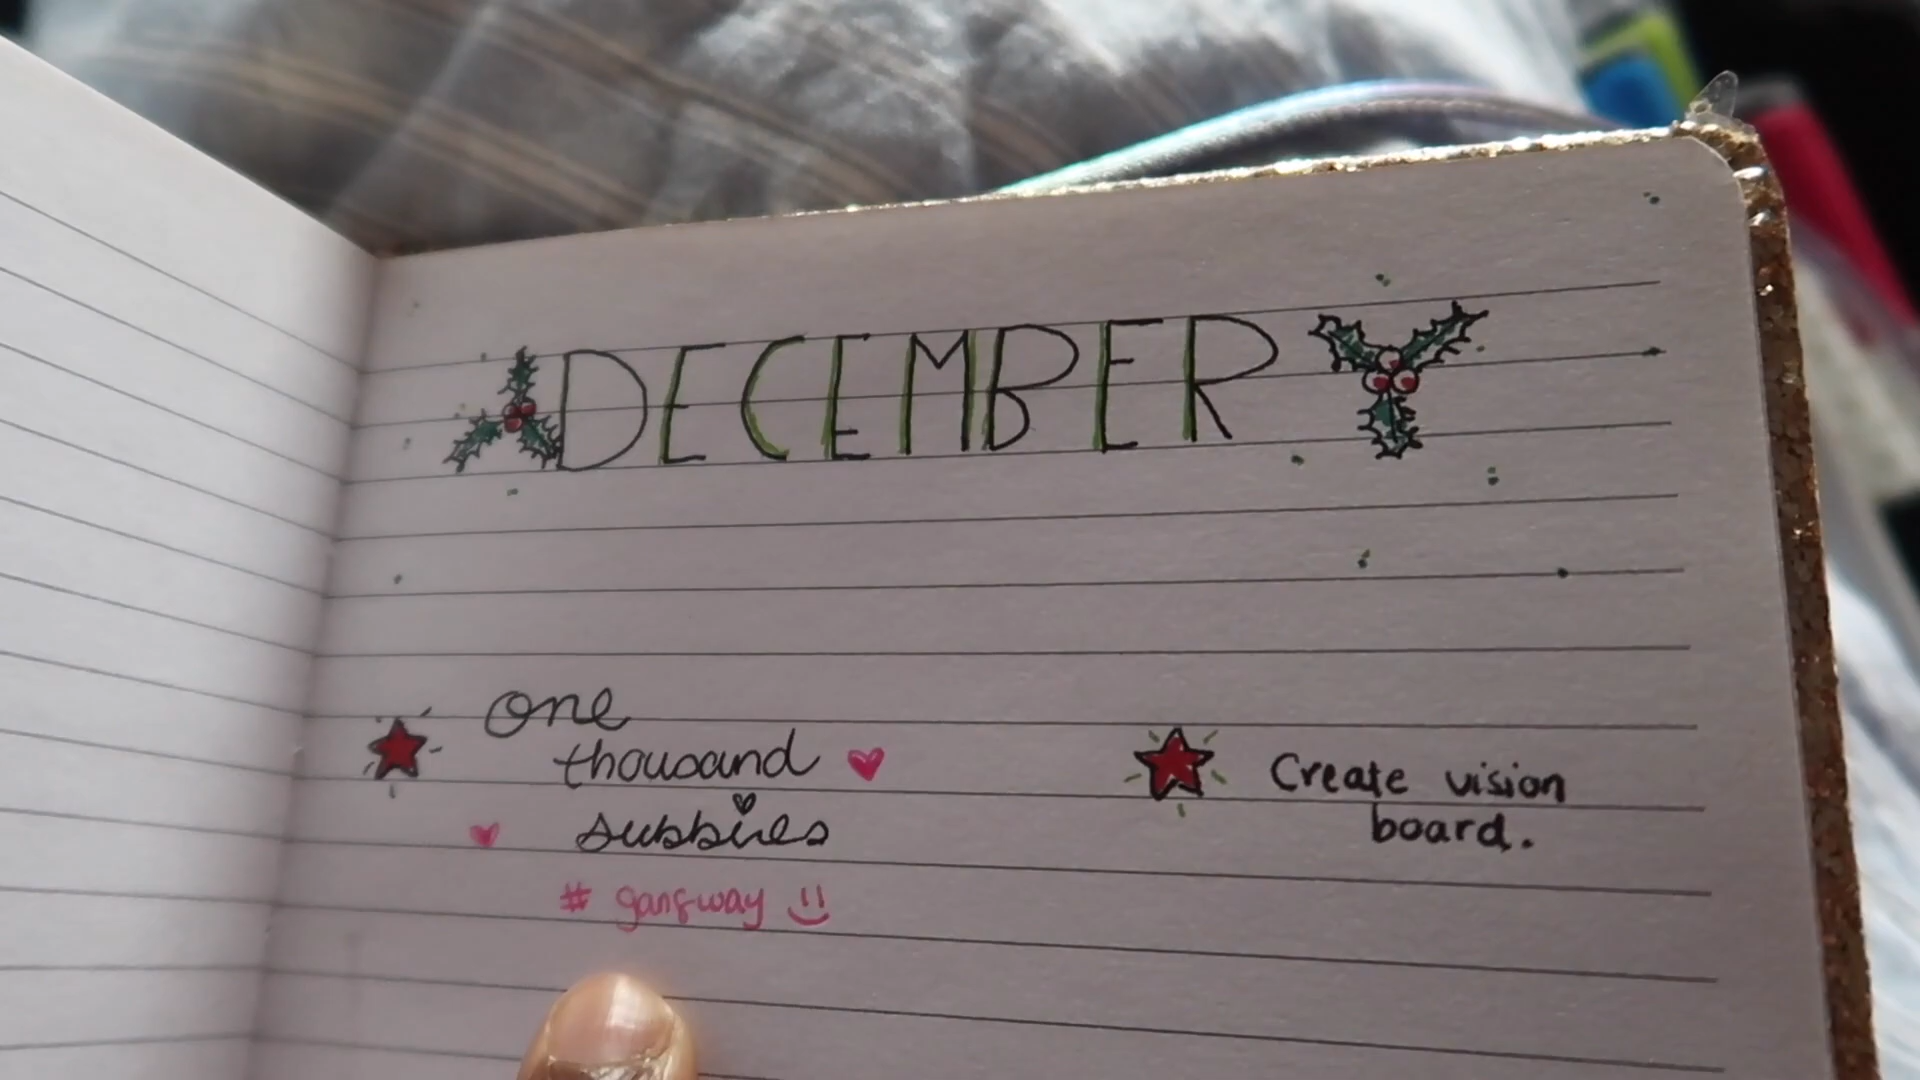 DECEMBER
one
thousand
subbies
# gangway
Create vision
board.